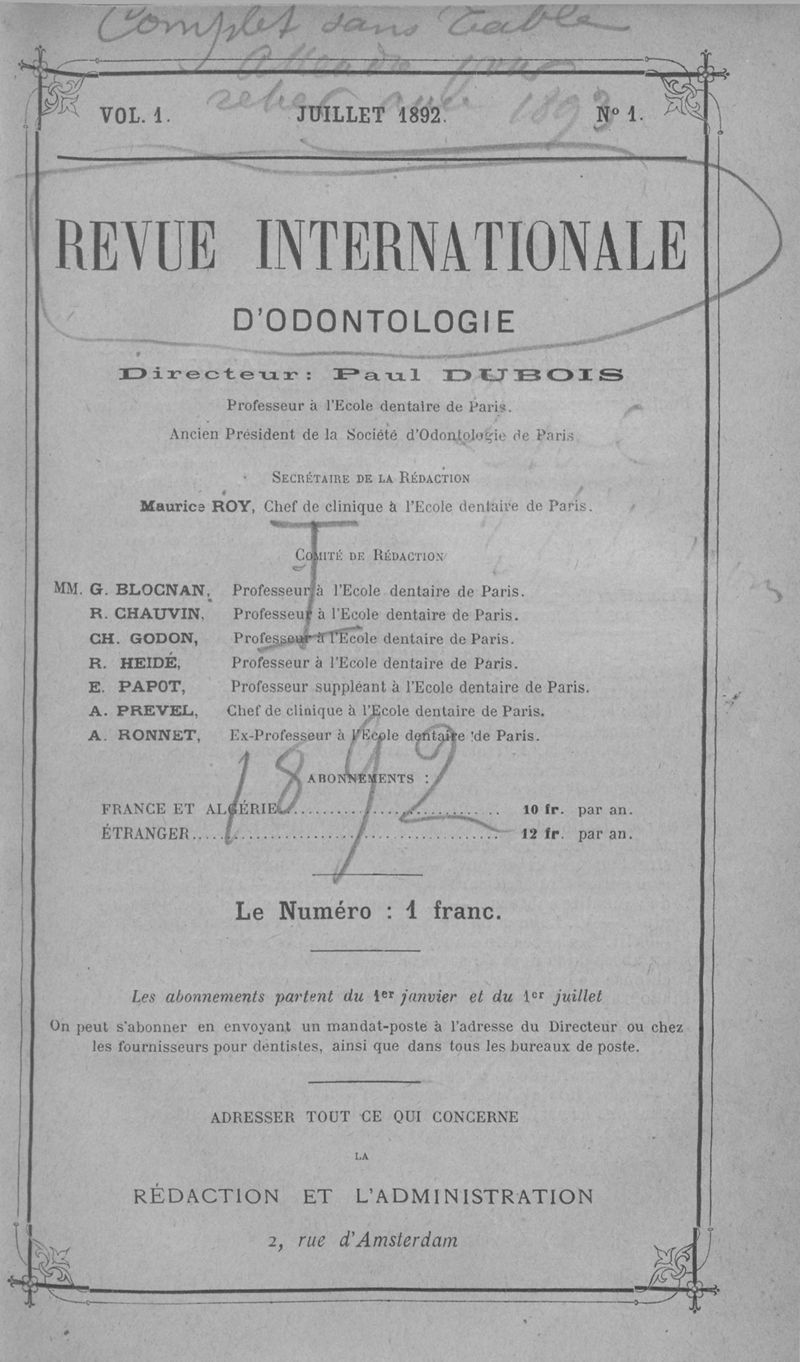 Complet sans Table
VOL. 1. JUILLET 1892. N° 1.
1893
REVUE INTERNATIONALE
D'ODONTOLOGIE
Directeur: Paul DUBOIS
Professeur à l'Ecole dentaire de Paris.
Ancien Président de la Société d'Odontologie de Paris
SECRÉTAIRE DE LA RÉDACTION
Maurice ROY, Chef de clinique à l'Ecole dentaire de Paris.
COMITÉ DE RÉDACTION
MM. G. BLOCNAN, Professeur à l'Ecole dentaire de Paris.
R. CHAUVIN, Professeur à l'Ecole dentaire de Paris.
CH. GODON, Professeur à l'Ecole dentaire de Paris.
R. HEIDÉ, Professeur à l'Ecole dentaire de Paris.
E. PAPOT, Professeur suppléant à l'Ecole dentaire de Paris.
A. PREVEL, Chef de clinique à l'Ecole dentaire de Paris.
A. RONNET, Ex-Professeur à l'Ecole dentaire de Paris.
I
1892
ABONNEMENTS :
FRANCE ET ALGÉRIE.......................... 10 fr. par an.
ÉTRANGER........................................ 12 fr. par an.
Le Numéro : 1 franc.
Les abonnements partent du 1er janvier et du 1er juillet
On peut s'abonner en envoyant un mandat-poste à l'adresse du Directeur ou chez
les fournisseurs pour dentistes, ainsi que dans tous les bureaux de poste.
ADRESSER TOUT CE QUI CONCERNE
LA
RÉDACTION ET L'ADMINISTRATION
2, rue d'Amsterdam